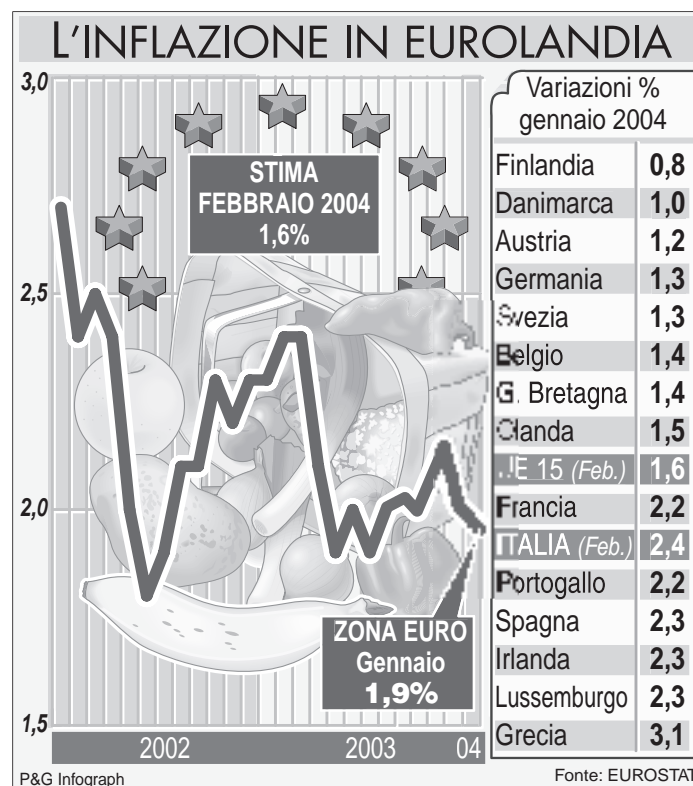 L'INFLAZIONE IN EUROLANDIA
3,0
2,5
2,0
1,5
STIMA
FEBBRAIO 2004
1,6%
ZONA EURO
Gennaio
1,9%
2002 2003 04
Variazioni %
gennaio 2004
Finlandia 0,8
Danimarca 1,0
Austria 1,2
Germania 1,3
Svezia 1,3
Belgio 1,4
G. Bretagna 1,4
Olanda 1,5
UE 15 (Feb.) 1,6
Francia 2,2
ITALIA (Feb.) 2,4
Portogallo 2,2
Spagna 2,3
Irlanda 2,3
Lussemburgo 2,3
Grecia 3,1
P&G Infograph
Fonte: EUROSTAT